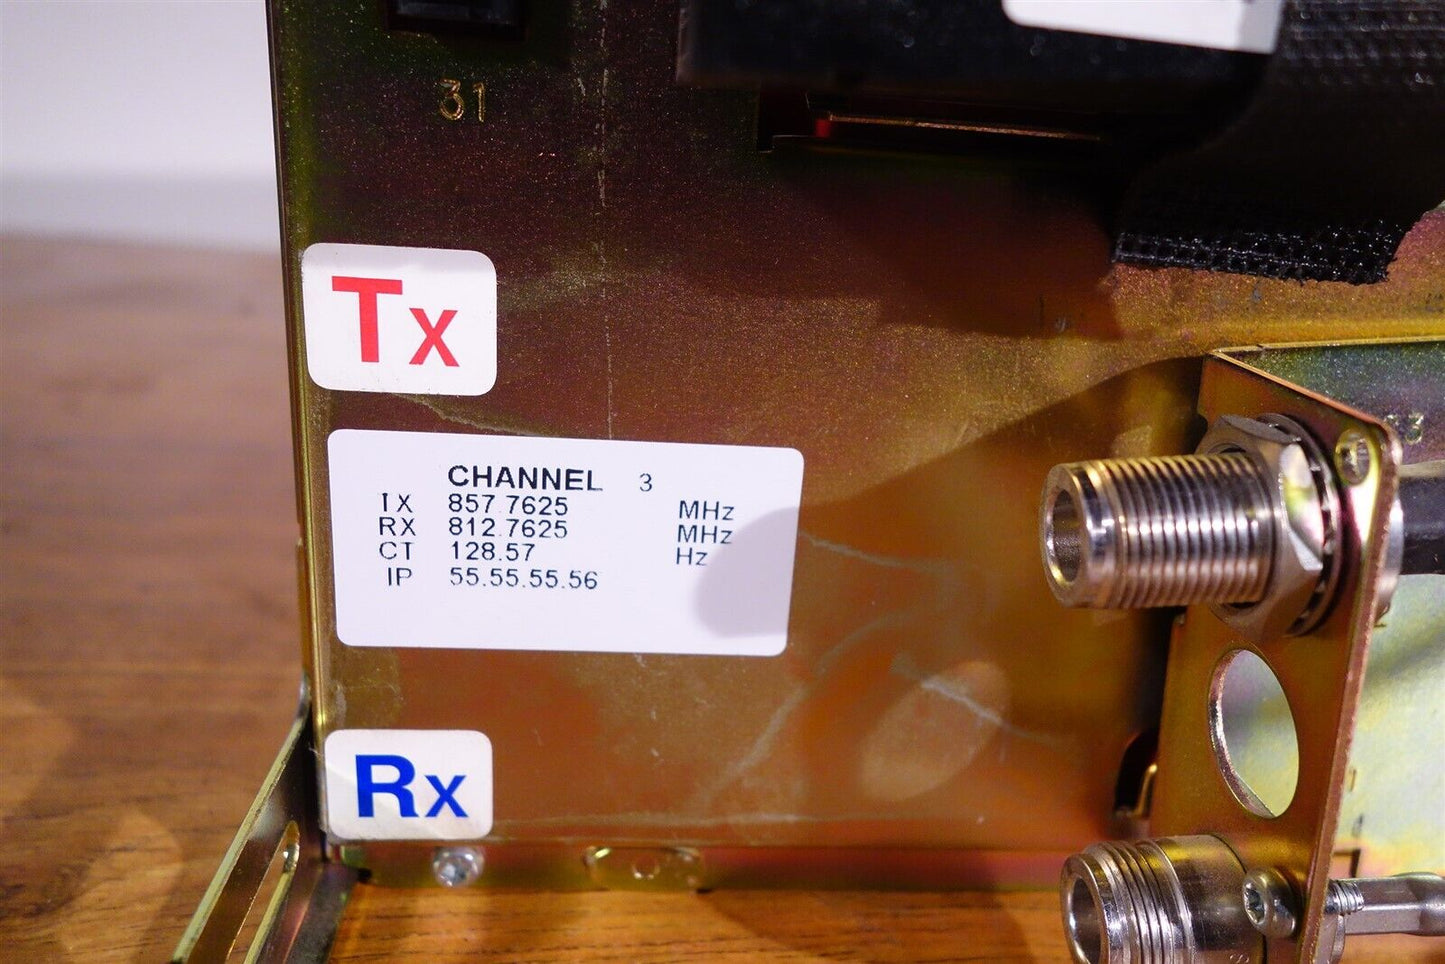 31
Tx
CHANNEL 3
TX 857.7625 MHz
RX 812.7625 MHz
CT 128.57 Hz
IP 55.55.55.56
Rx